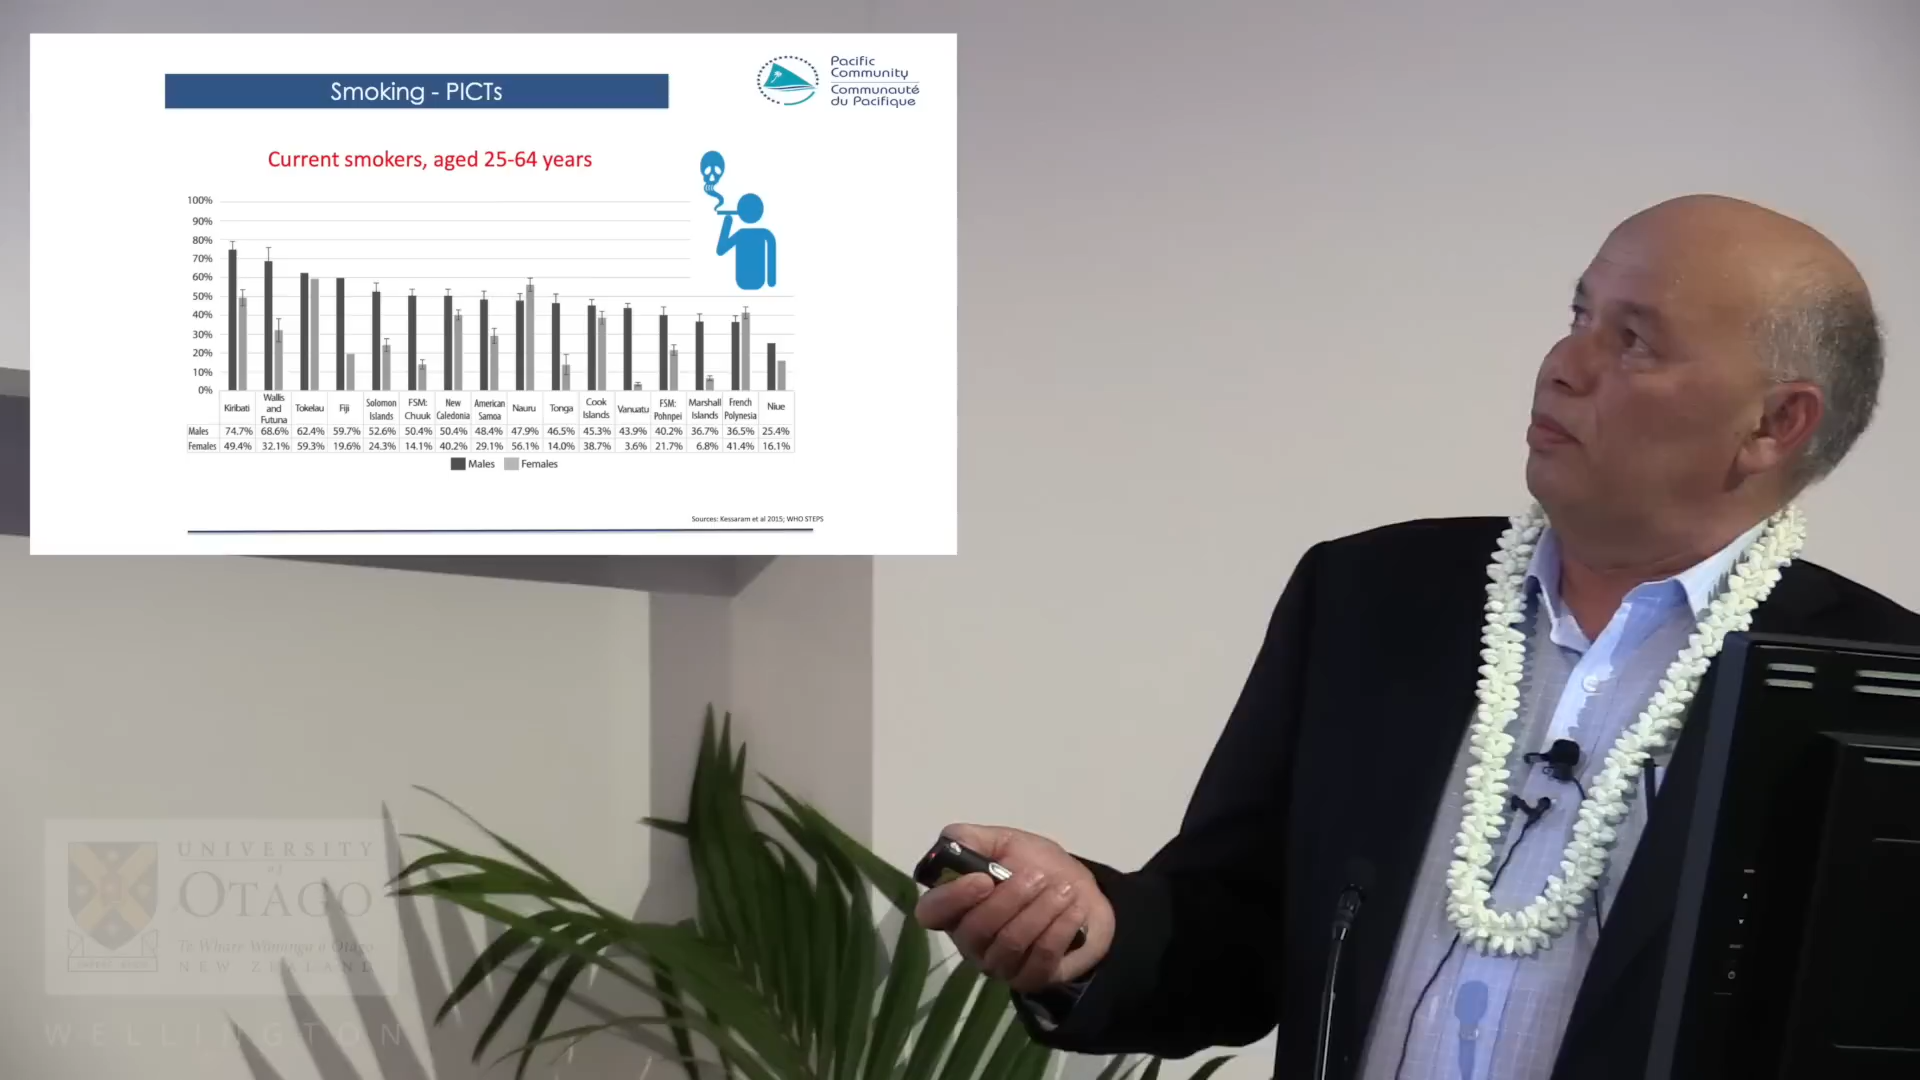 Smoking - PICTs
Pacific
Community
Communauté
du Pacifique
Current smokers, aged 25-64 years
100%
90%
80%
70%
60%
50%
40%
30%
20%
10%
0%
Kiribati Wallis and Futuna Tokelau Fiji Solomon Islands FSM: Chuuk New Caledonia American Samoa Nauru Tonga Cook Islands Vanuatu FSM: Pohnpei Marshall Islands French Polynesia Niue
Males 74.7% 68.6% 62.4% 59.7% 52.6% 50.4% 50.4% 48.4% 47.9% 46.5% 45.3% 43.9% 40.2% 36.7% 36.5% 25.4%
Females 49.4% 32.1% 59.3% 19.6% 24.3% 14.1% 40.2% 29.1% 56.1% 14.0% 38.7% 3.6% 21.7% 6.8% 41.4% 16.1%
Males Females
Sources: Kessaram et al 2015; WHO STEPS
UNIVERSITY
of
OTAGO
Te Whare Wānanga o Otāgo
NEW ZEALAND
WELLINGTON